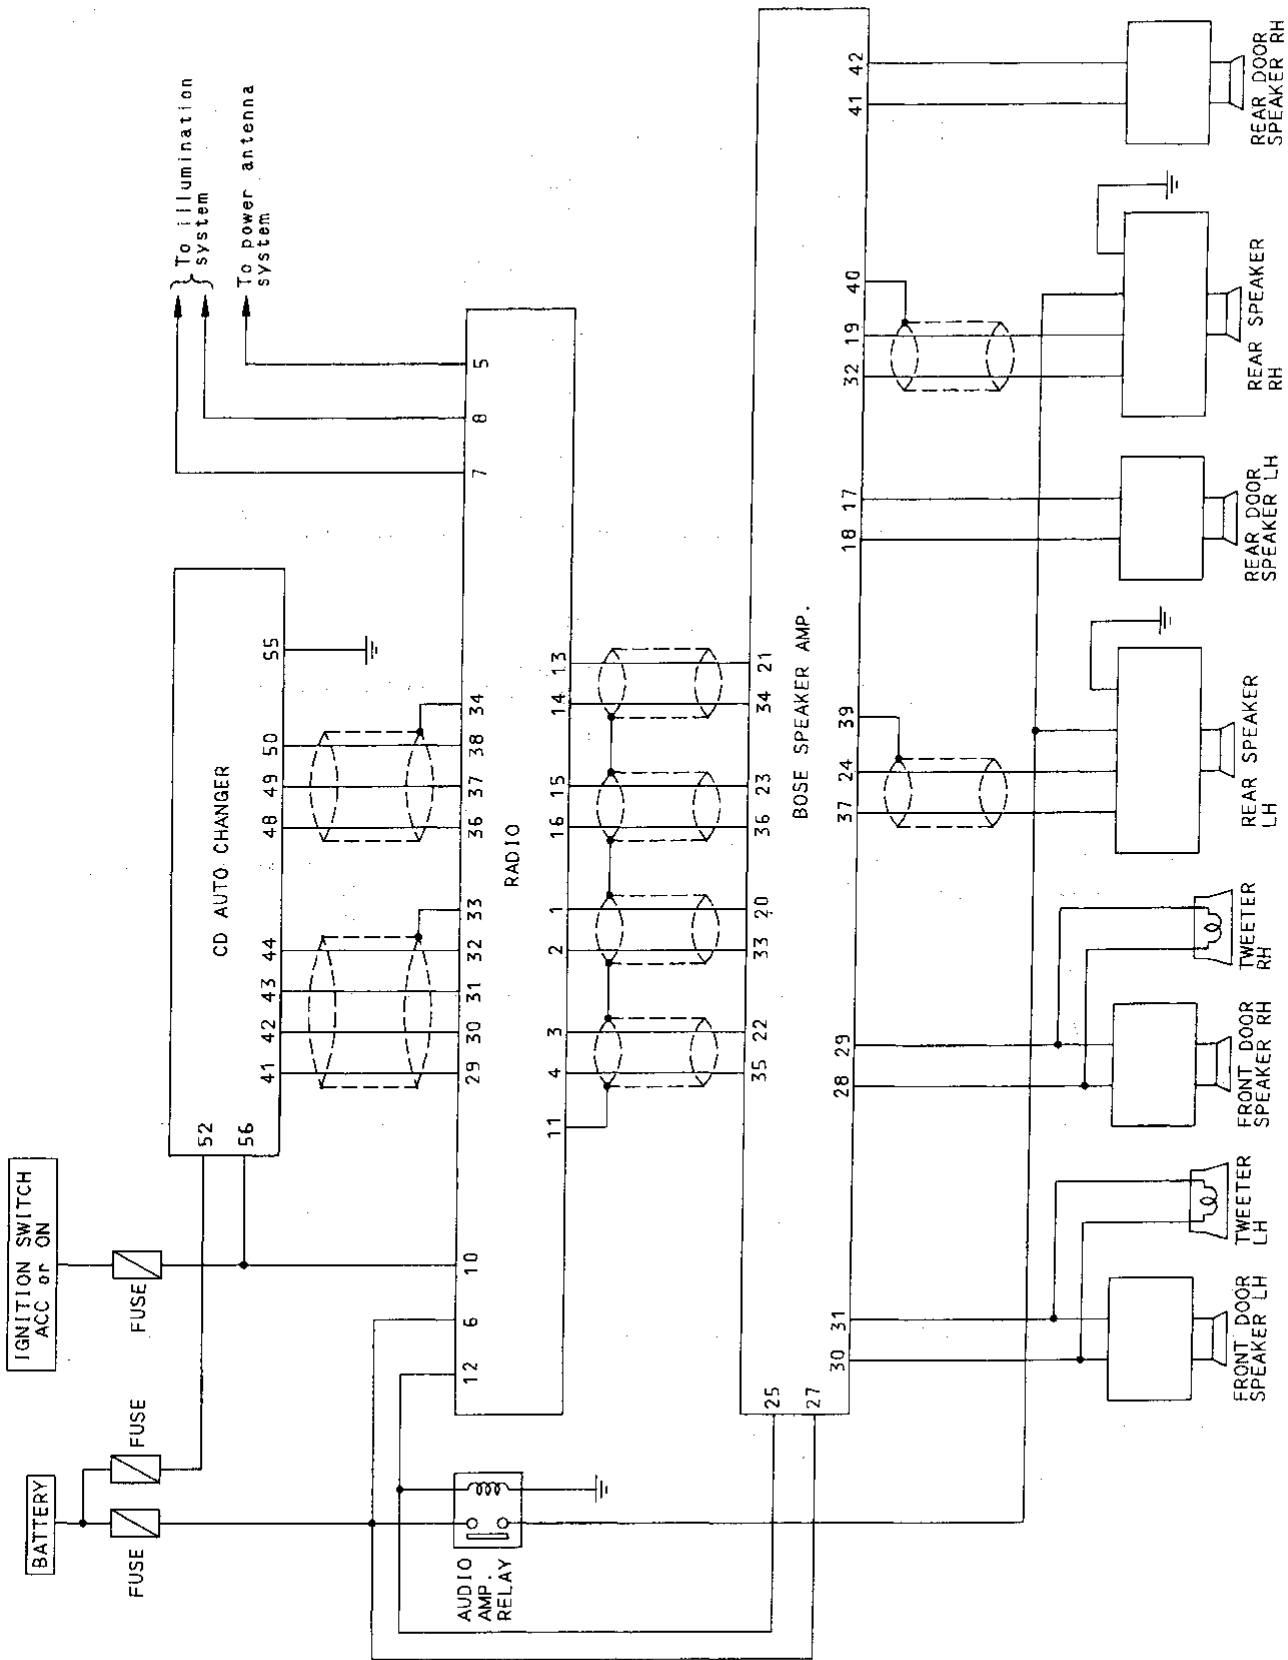 BATTERY
IGNITION SWITCH
ACC or ON
FUSE
FUSE
FUSE
To illumination
system
To power antenna
system
CD AUTO CHANGER
52
56
41
42
43
44
48
49
50
55
12
6
10
29
30
31
32
33
36
37
38
34
7
8
5
RADIO
11
4
3
2
1
16
15
14
13
AUDIO
AMP.
RELAY
25
27
35
22
33
20
36
23
34
21
BOSE SPEAKER AMP.
30
31
28
29
37
24
39
18
17
32
19
40
41
42
FRONT DOOR
SPEAKER LH
TWEETER
LH
FRONT DOOR
SPEAKER RH
TWEETER
RH
REAR SPEAKER
LH
REAR DOOR
SPEAKER LH
REAR SPEAKER
RH
REAR DOOR
SPEAKER RH